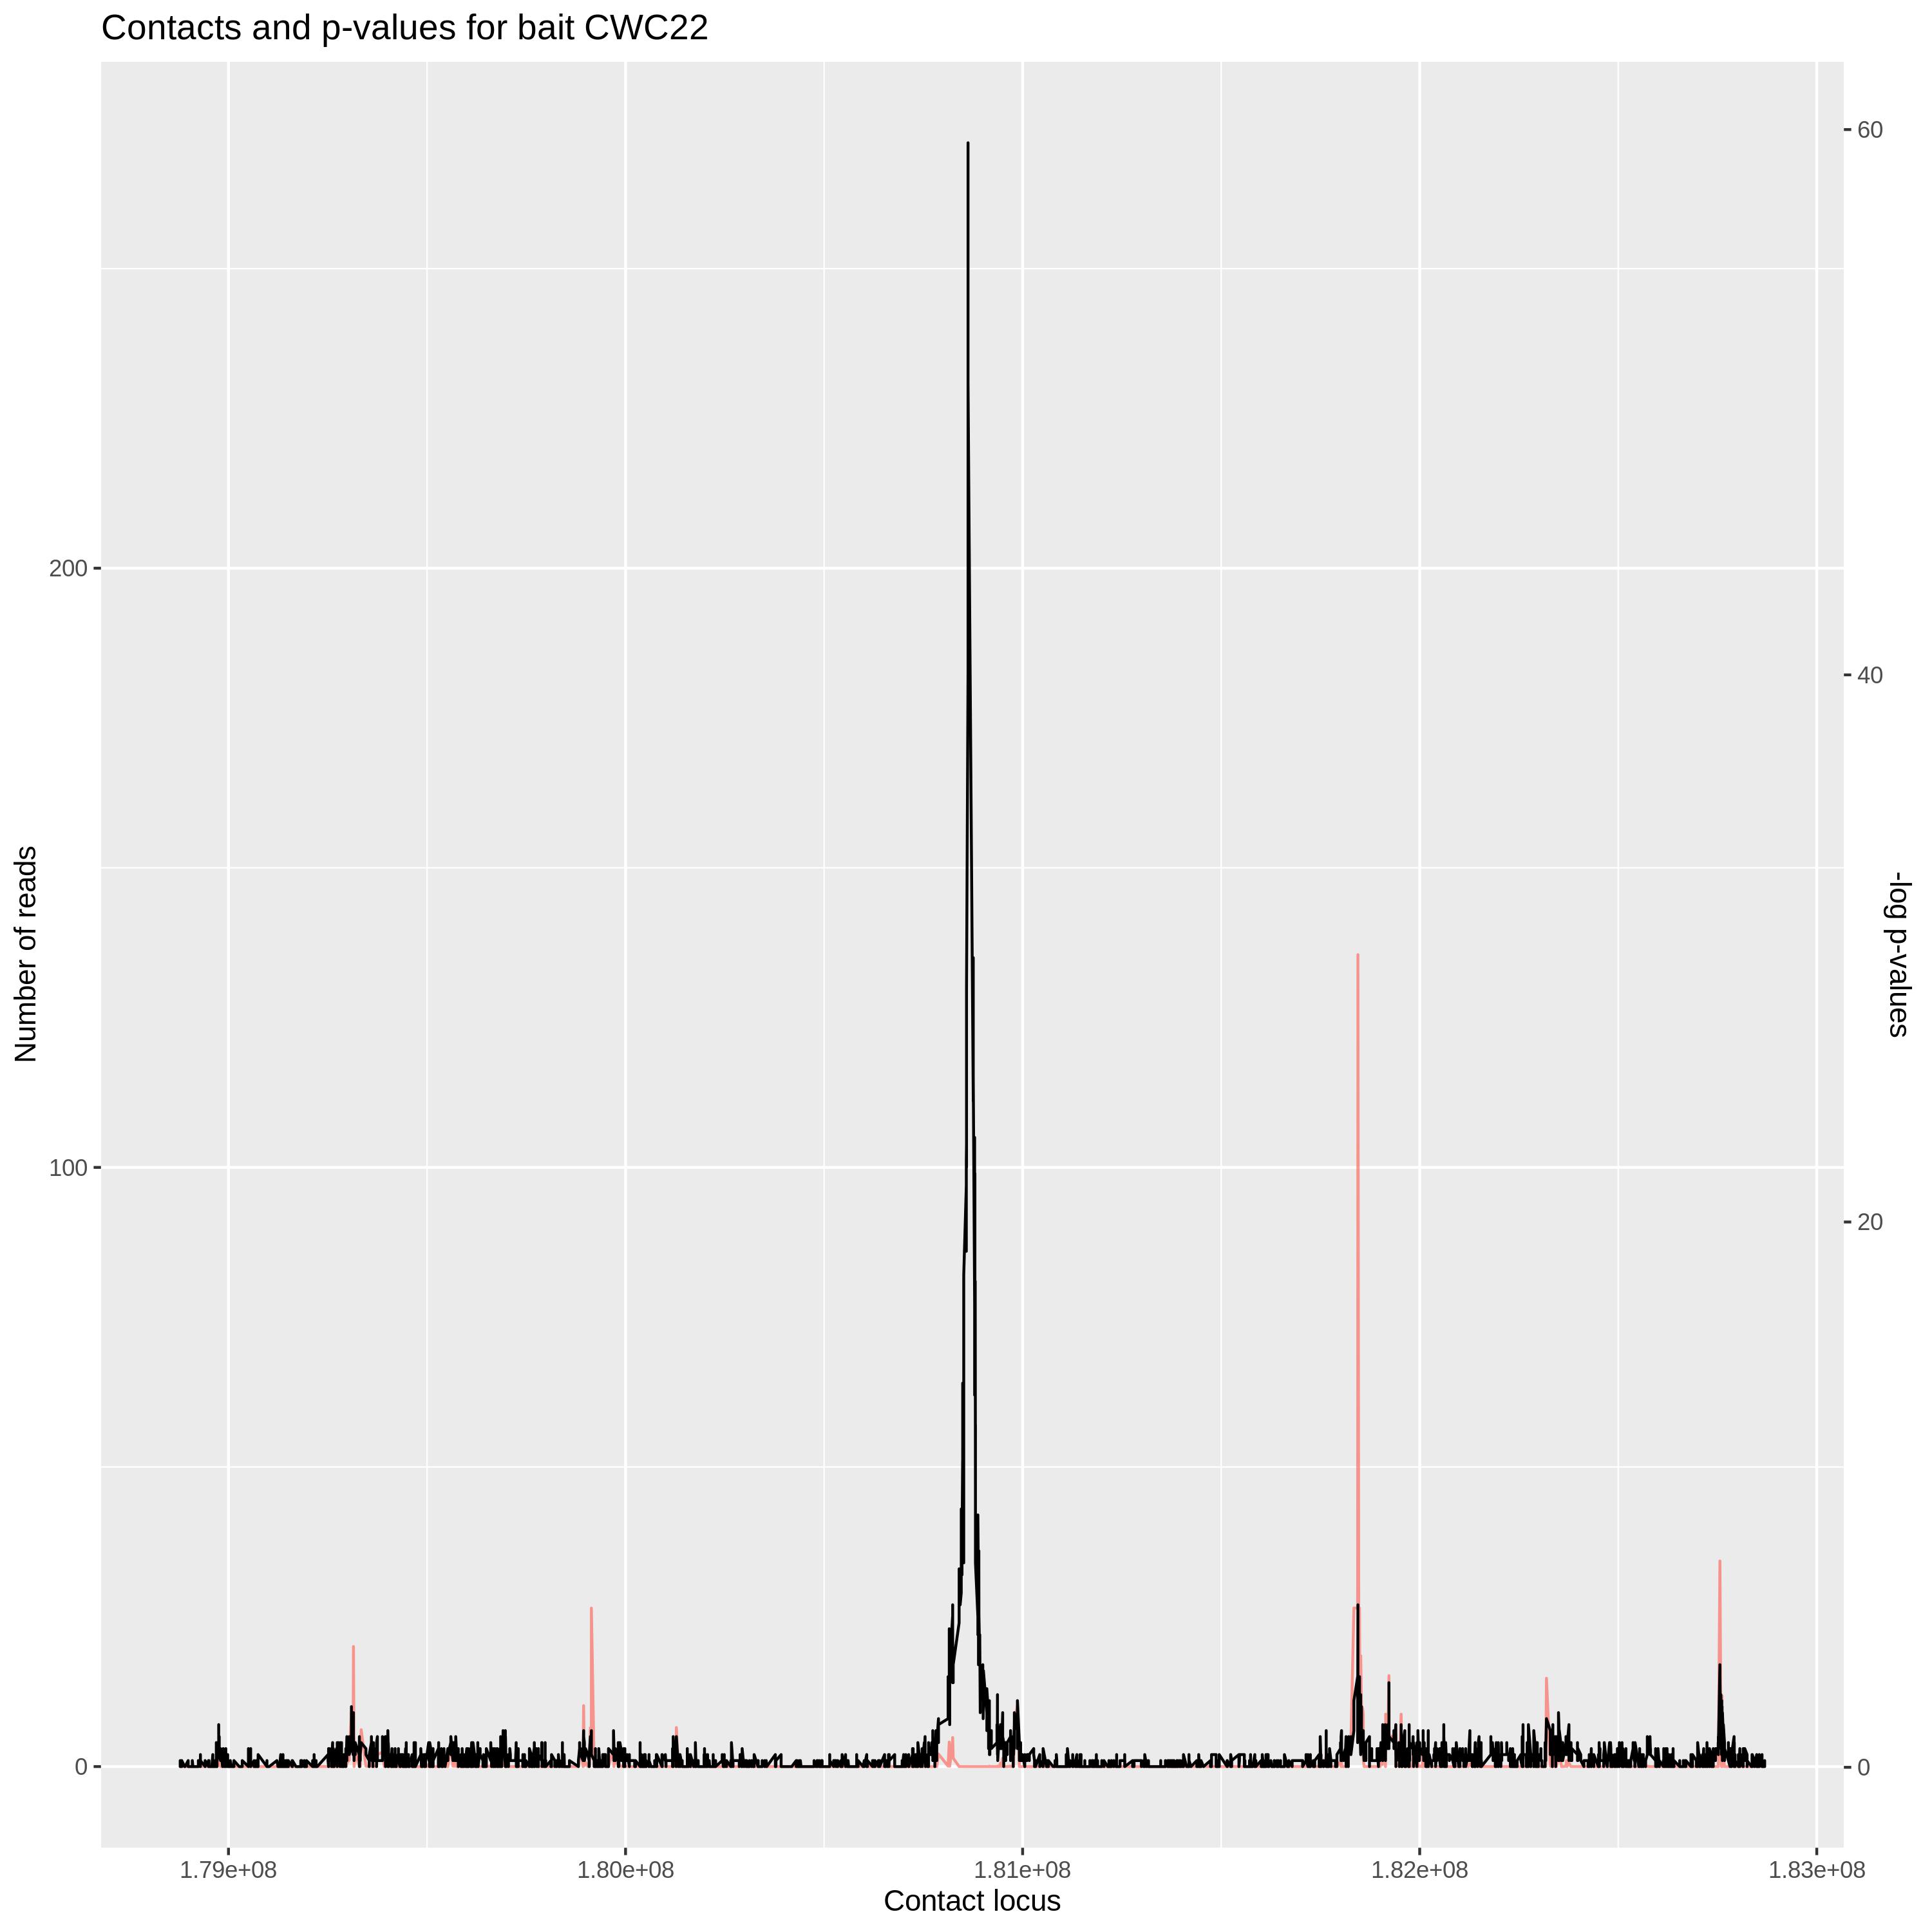 Contacts and p-values for bait CWC22
Number of reads
200
100
0
60
40
20
0
-log p-values
1.79e+08
1.80e+08
1.81e+08
1.82e+08
1.83e+08
Contact locus